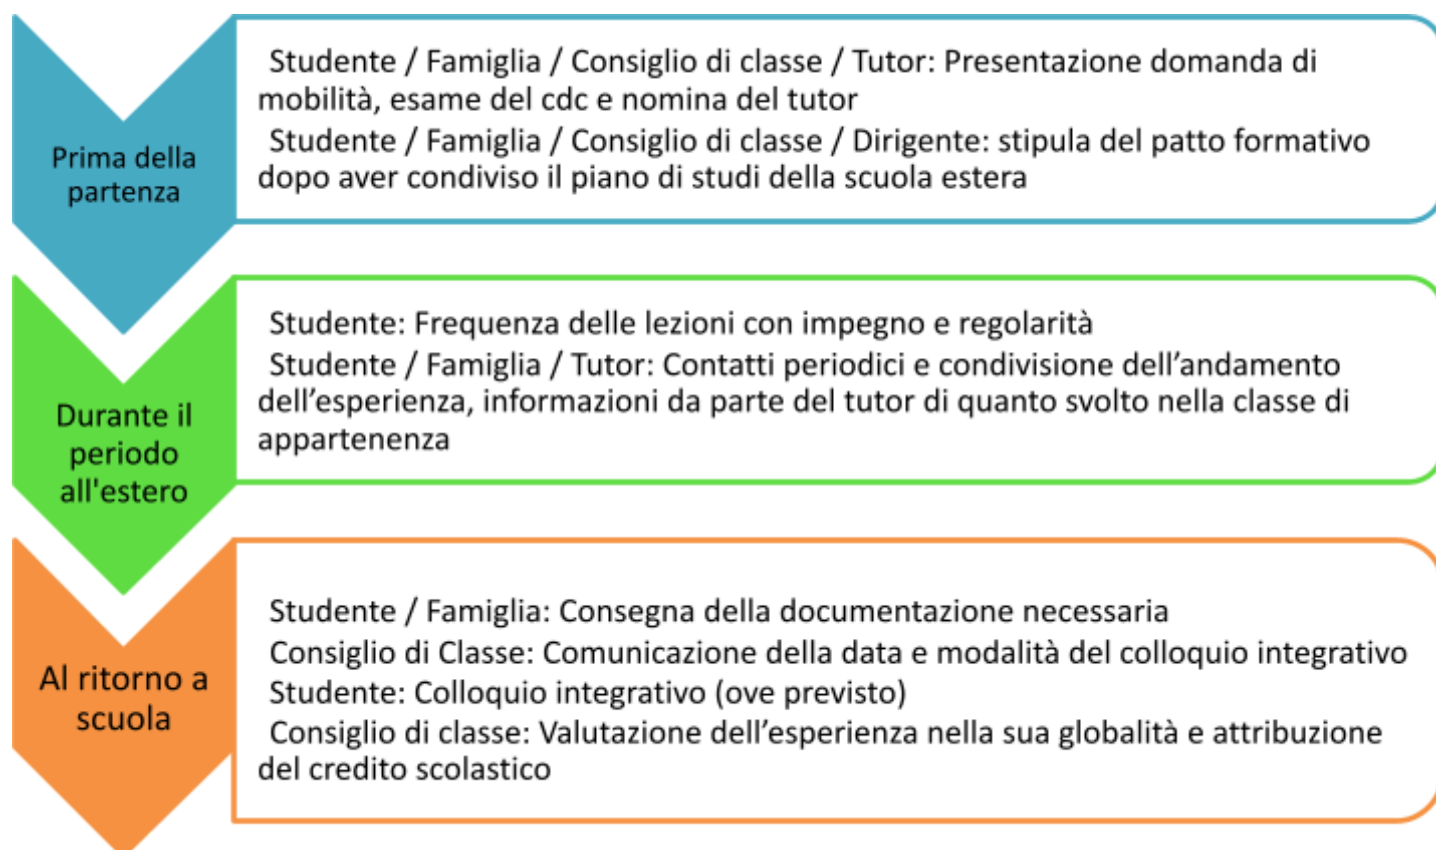 Prima della
partenza
Studente / Famiglia / Consiglio di classe / Tutor: Presentazione domanda di
mobilità, esame del cdc e nomina del tutor
Studente / Famiglia / Consiglio di classe / Dirigente: stipula del patto formativo
dopo aver condiviso il piano di studi della scuola estera
Durante il
periodo
all'estero
Studente: Frequenza delle lezioni con impegno e regolarità
Studente / Famiglia / Tutor: Contatti periodici e condivisione dell’andamento
dell’esperienza, informazioni da parte del tutor di quanto svolto nella classe di
appartenenza
Al ritorno a
scuola
Studente / Famiglia: Consegna della documentazione necessaria
Consiglio di Classe: Comunicazione della data e modalità del colloquio integrativo
Studente: Colloquio integrativo (ove previsto)
Consiglio di classe: Valutazione dell’esperienza nella sua globalità e attribuzione
del credito scolastico